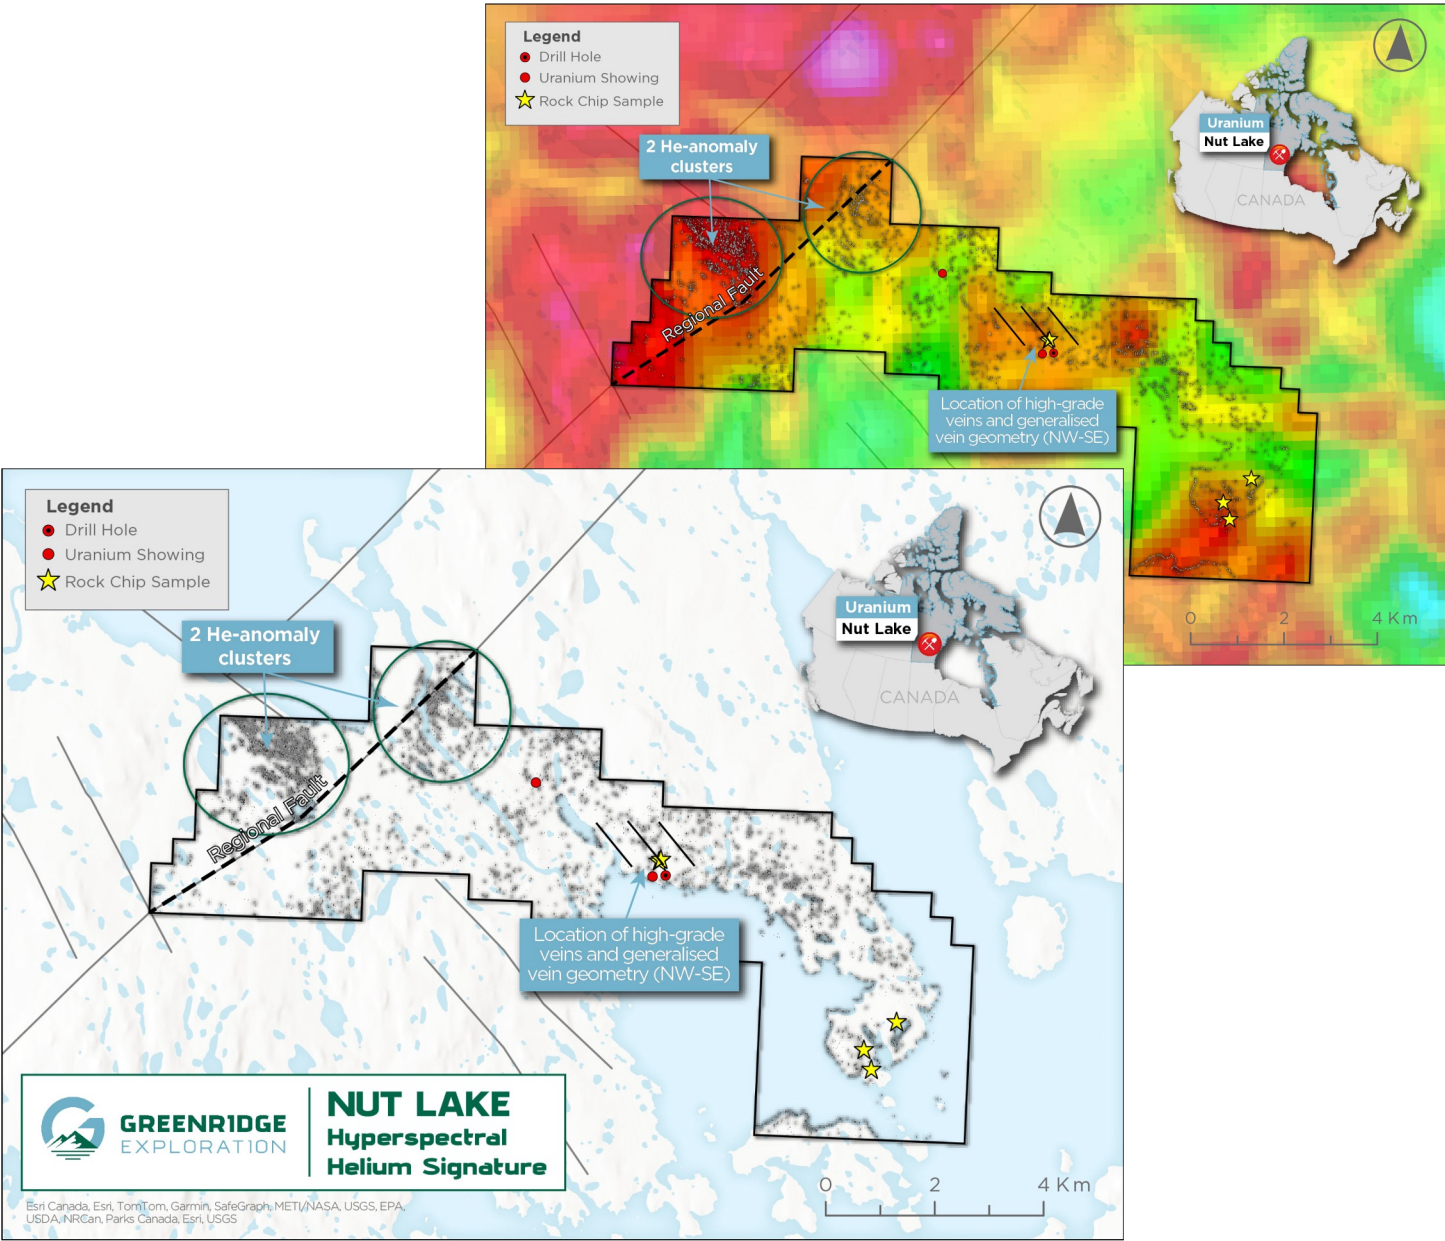 Legend
Drill Hole
Uranium Showing
Rock Chip Sample
2 He-anomaly
clusters
Regional Fault
Location of high-grade
veins and generalised
vein geometry (NW-SE)
Uranium
Nut Lake
CANADA
0 2 4 Km
Legend
Drill Hole
Uranium Showing
Rock Chip Sample
2 He-anomaly
clusters
Regional Fault
Location of high-grade
veins and generalised
vein geometry (NW-SE)
Uranium
Nut Lake
CANADA
0 2 4 Km
GREENRIDGE
EXPLORATION
NUT LAKE
Hyperspectral
Helium Signature
Esri Canada, Esri, TomTom, Garmin, SafeGraph, METI/NASA, USGS, EPA,
USDA, NRCan, Parks Canada, Esri, USGS